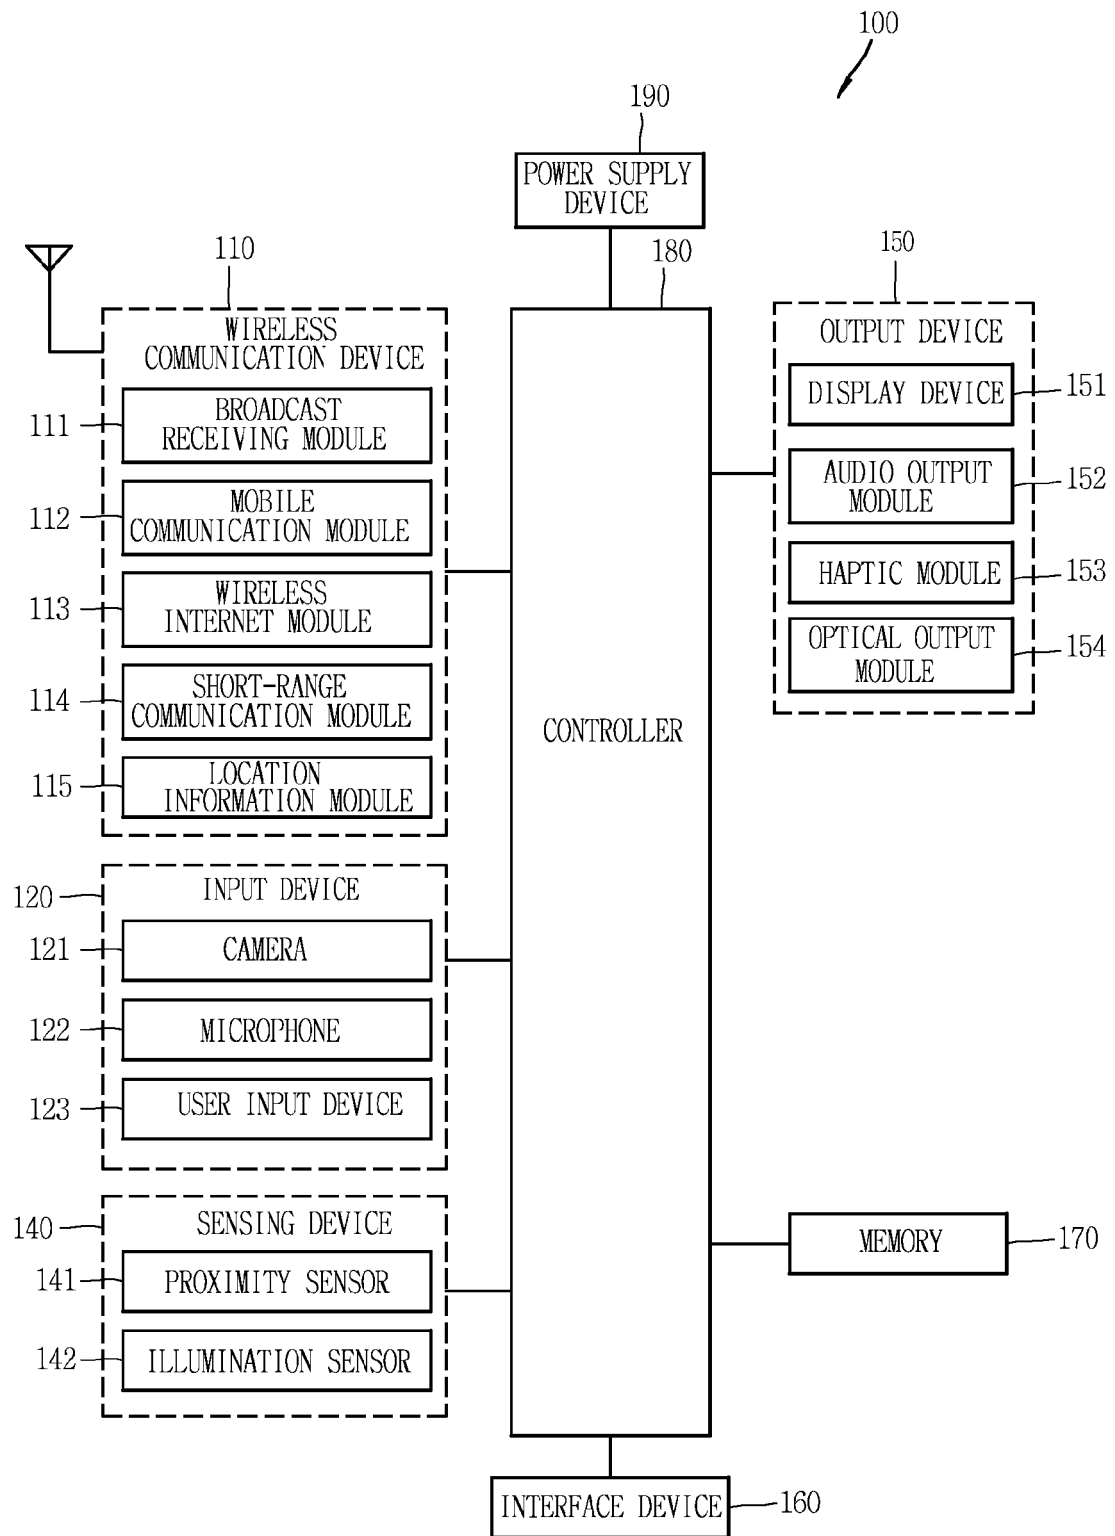 100
190
POWER SUPPLY
DEVICE
110
180
150
WIRELESS
COMMUNICATION DEVICE
OUTPUT DEVICE
111
BROADCAST
RECEIVING MODULE
DISPLAY DEVICE
151
112
MOBILE
COMMUNICATION MODULE
AUDIO OUTPUT
MODULE
152
113
WIRELESS
INTERNET MODULE
HAPTIC MODULE
153
114
SHORT-RANGE
COMMUNICATION MODULE
OPTICAL OUTPUT
MODULE
154
CONTROLLER
115
LOCATION
INFORMATION MODULE
120
INPUT DEVICE
121
CAMERA
122
MICROPHONE
123
USER INPUT DEVICE
140
SENSING DEVICE
141
PROXIMITY SENSOR
142
ILLUMINATION SENSOR
MEMORY
170
INTERFACE DEVICE
160